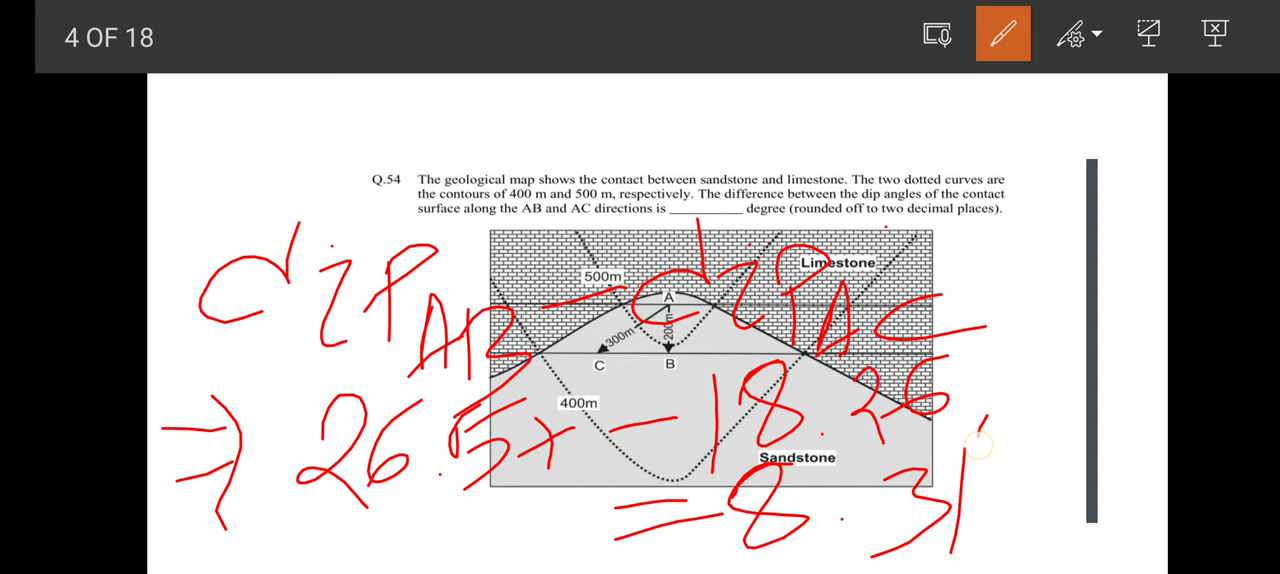 4 OF 18
Q.54 The geological map shows the contact between sandstone and limestone. The two dotted curves are
the contours of 400 m and 500 m, respectively. The difference between the dip angles of the contact
surface along the AB and AC directions is __________ degree (rounded off to two decimal places).
Limestone
500m
A
300m
200m
C B
400m
Sandstone
dip AB - dip AC
=> 26.57 - 18.26
= 8.31